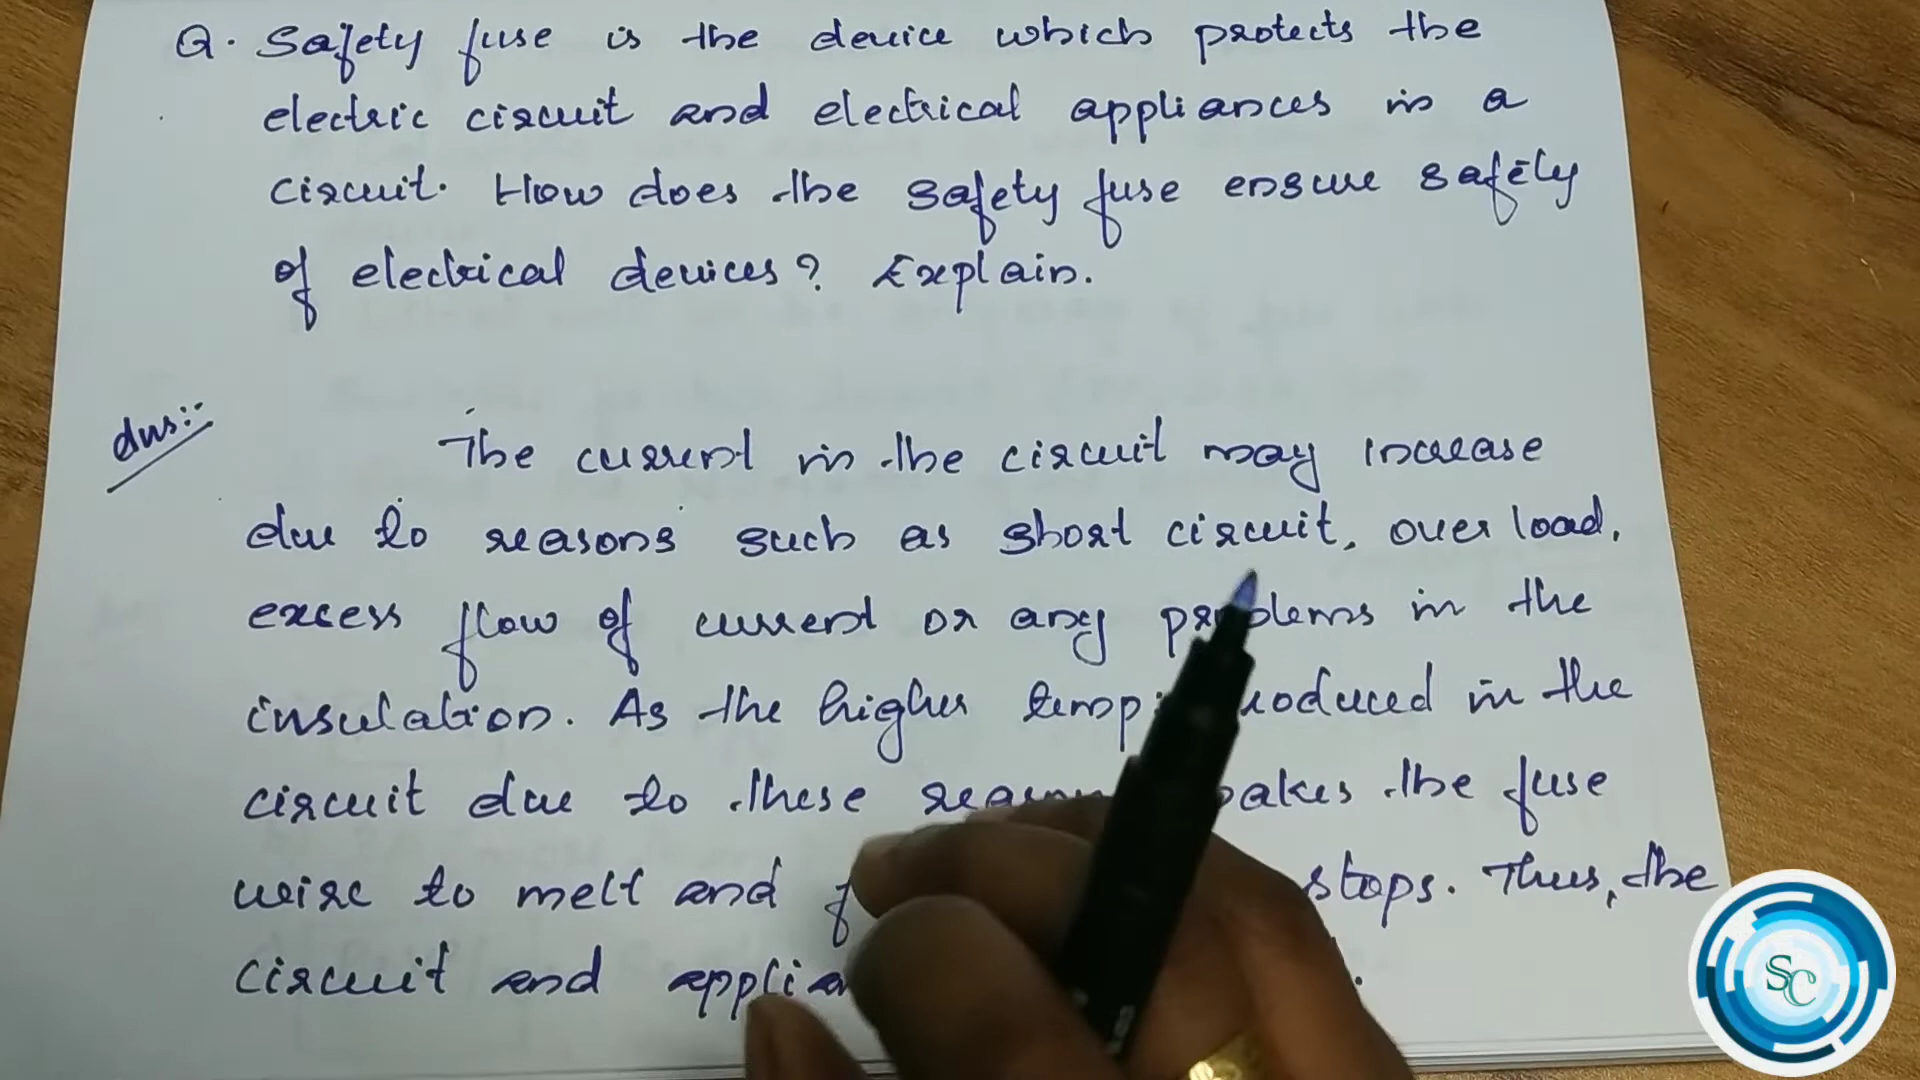 Q. Safety fuse is the device which protects the
electric circuit and electrical appliances in a
circuit. How does the safety fuse ensure safety
of electrical devices? Explain.
Ans:-
The current in the circuit may increase
due to reasons such as short circuit, over load,
excess flow of current or any problems in the
insulation. As the higher in the
circuit due to these the fuse
wire to melt and stops. Thus, the
circuit and
SC